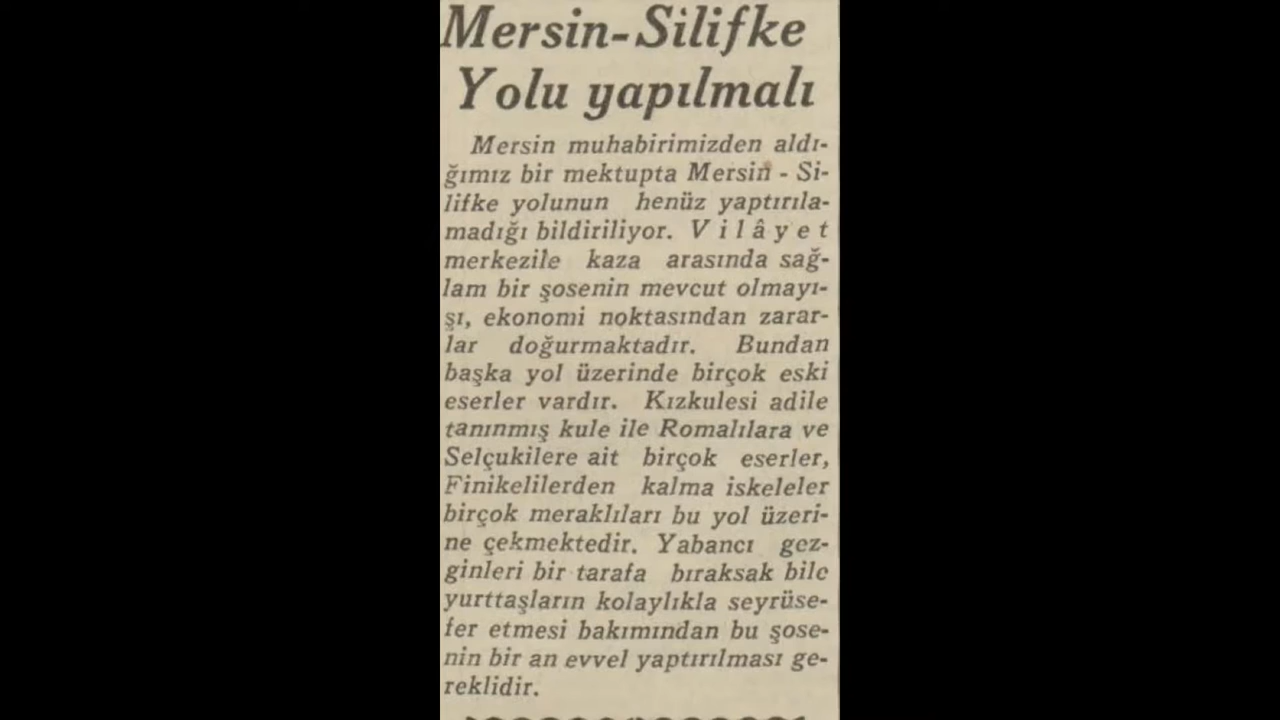 Mersin-Silifke
Yolu yapılmalı
Mersin muhabirimizden aldı-
ğımız bir mektupta Mersin - Si-
lifke yolunun henüz yaptırıla-
madığı bildiriliyor. Vilâyet
merkezile kaza arasında sağ-
lam bir şosenin mevcut olmayı-
şı, ekonomi noktasından zarar-
lar doğurmaktadır. Bundan
başka yol üzerinde birçok eski
eserler vardır. Kızkulesi adile
tanınmış kule ile Romalılara ve
Selçukilere ait birçok eserler,
Finikelilerden kalma iskeleler
birçok meraklıları bu yol üzeri-
ne çekmektedir. Yabancı gez-
ginleri bir tarafa bıraksak bile
yurttaşların kolaylıkla seyrüse-
fer etmesi bakımından bu şose-
nin bir an evvel yaptırılması ge-
reklidir.